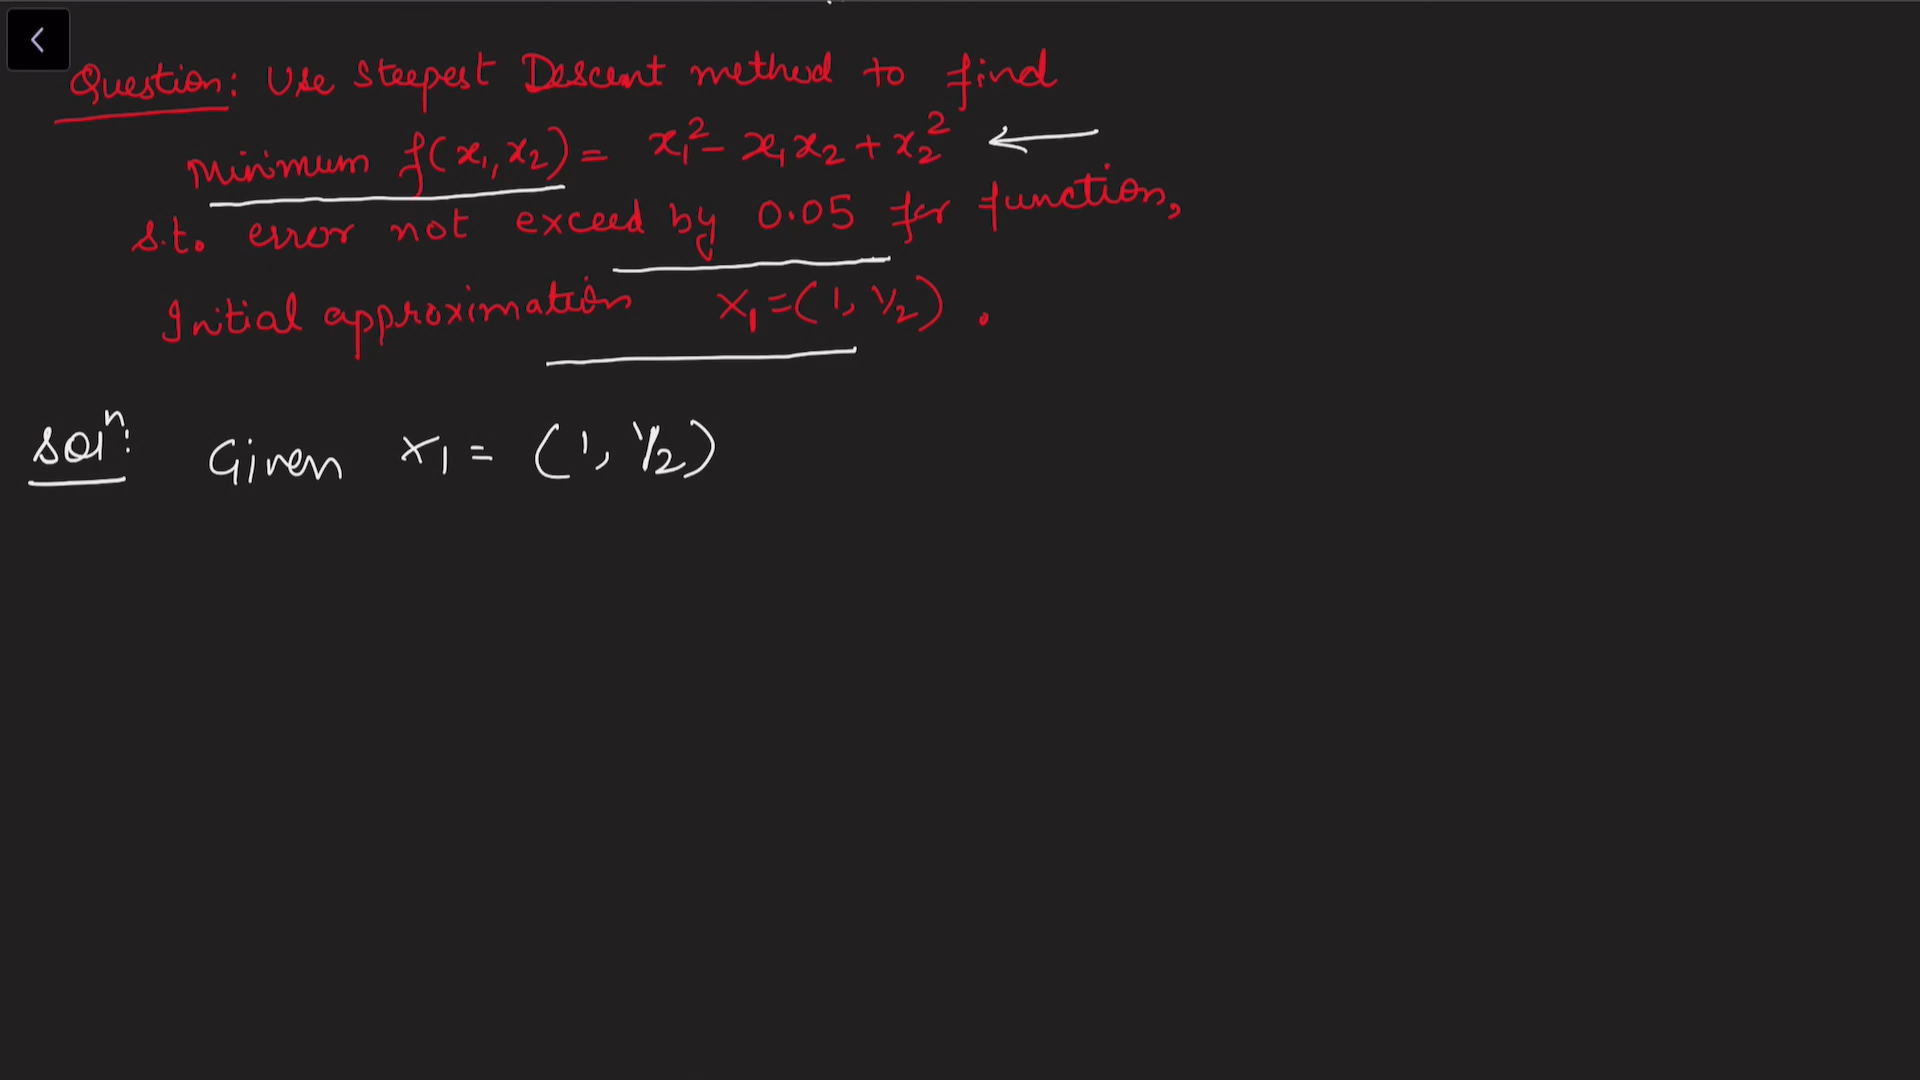 Question: Use Steepest Descent method to find
Minimum f(x₁, x₂) = x₁² - x₁x₂ + x₂²
s.t. error not exceed by 0.05 for function,
Initial approximation X₁ = (1, 1/2) .
Solⁿ: Given X₁ = (1, 1/2)